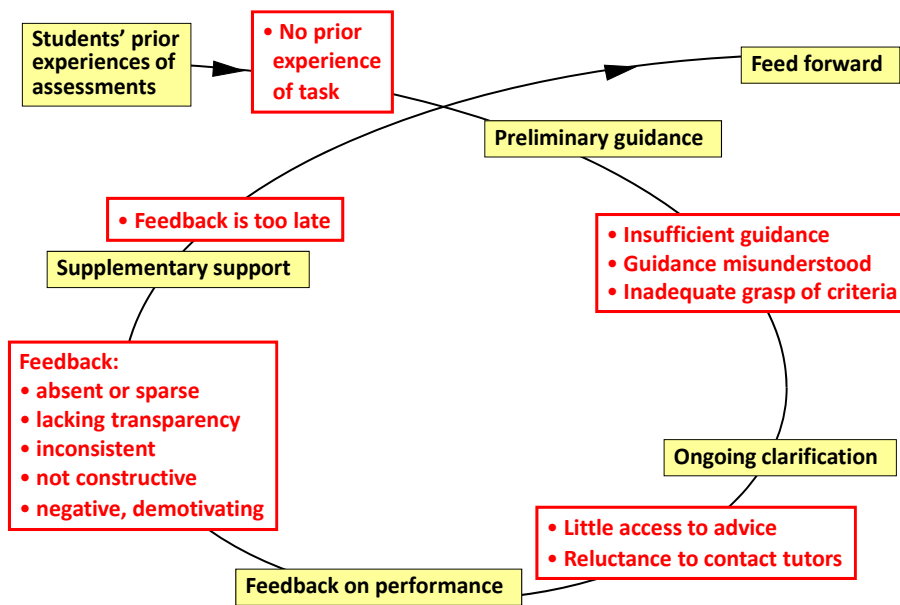 Students’ prior
experiences of
assessments
• No prior
experience
of task
Feed forward
Preliminary guidance
• Insufficient guidance
• Guidance misunderstood
• Inadequate grasp of criteria
Ongoing clarification
• Little access to advice
• Reluctance to contact tutors
Feedback on performance
Feedback:
• absent or sparse
• lacking transparency
• inconsistent
• not constructive
• negative, demotivating
Supplementary support
• Feedback is too late